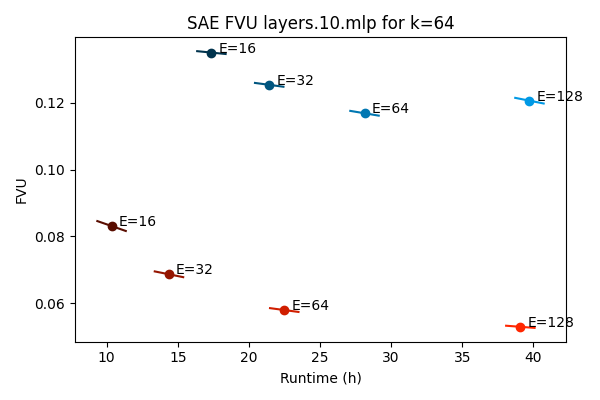 SAE FVU layers.10.mlp for k=64
E=16
E=32
E=64
E=128
E=16
E=32
E=64
E=128
0.12
0.10
0.08
0.06
FVU
10
15
20
25
30
35
40
Runtime (h)